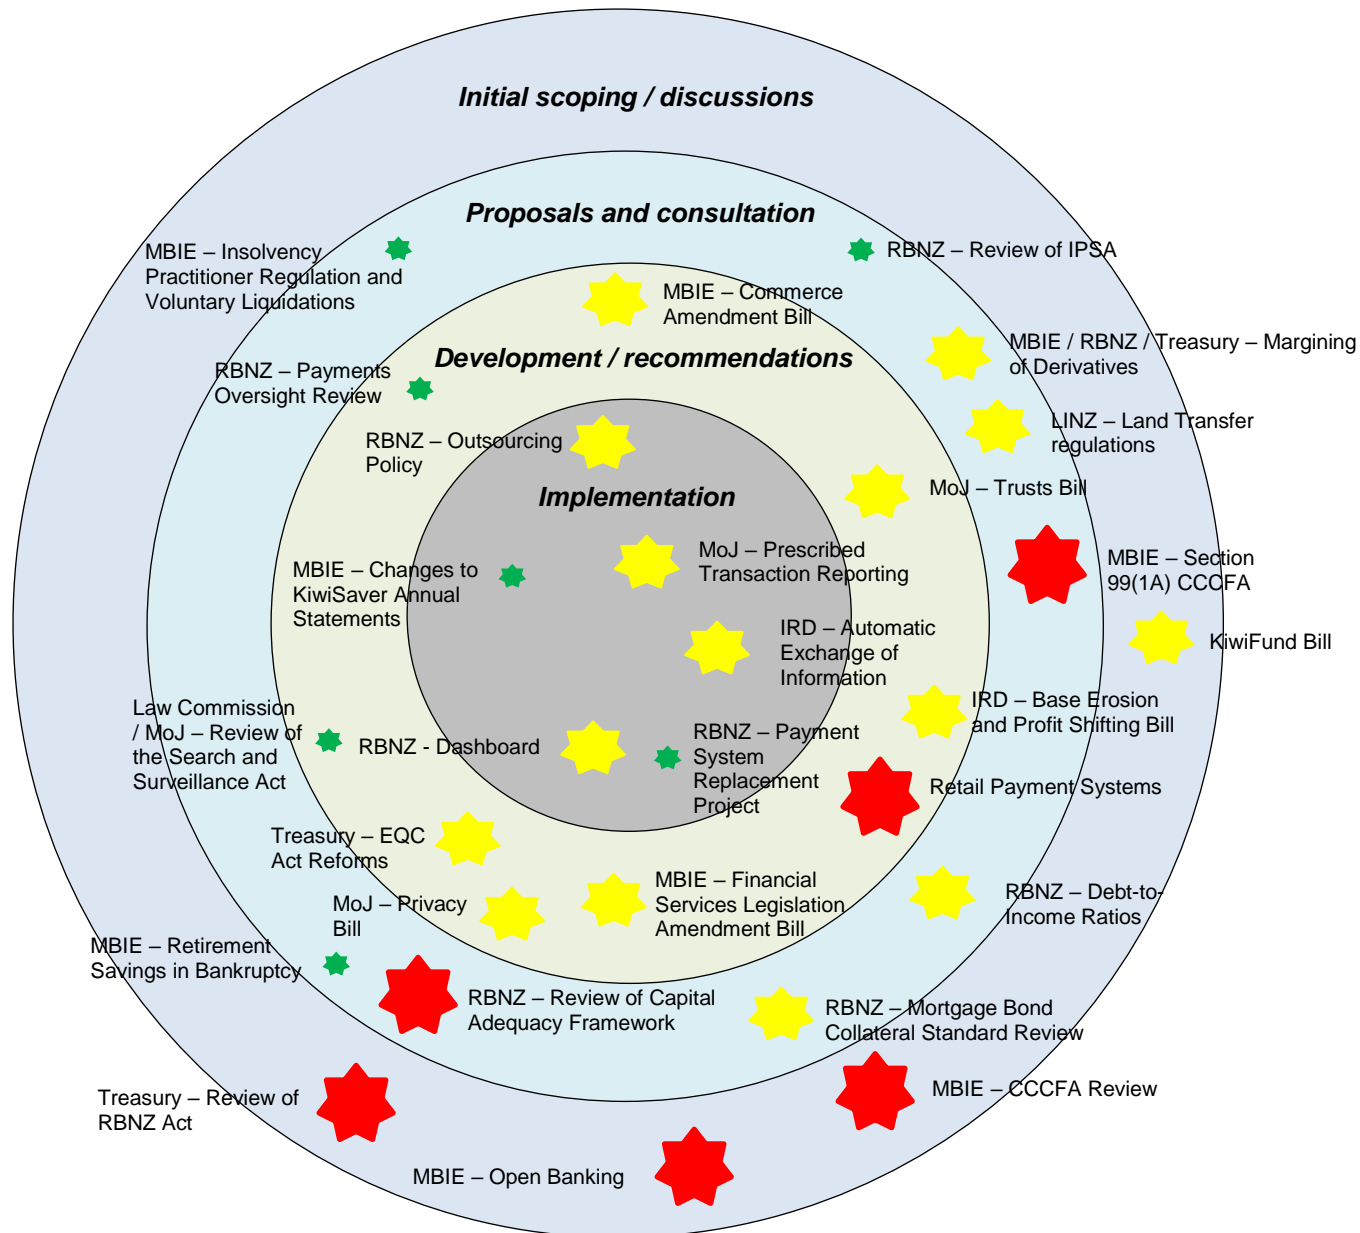 Initial scoping / discussions
Proposals and consultation
MBIE – Insolvency
Practitioner Regulation and
Voluntary Liquidations
RBNZ – Review of IPSA
MBIE – Commerce
Amendment Bill
MBIE / RBNZ / Treasury – Margining
of Derivatives
Development / recommendations
RBNZ – Payments
Oversight Review
LINZ – Land Transfer
regulations
RBNZ – Outsourcing
Policy
MoJ – Trusts Bill
Implementation
MoJ – Prescribed
Transaction Reporting
MBIE – Section
99(1A) CCCFA
MBIE – Changes to
KiwiSaver Annual
Statements
IRD – Automatic
Exchange of
Information
KiwiFund Bill
Law Commission
/ MoJ – Review of
the Search and
Surveillance Act
IRD – Base Erosion
and Profit Shifting Bill
RBNZ - Dashboard
RBNZ – Payment
System
Replacement
Project
Retail Payment Systems
Treasury – EQC
Act Reforms
MBIE – Financial
Services Legislation
Amendment Bill
RBNZ – Debt-to-
Income Ratios
MoJ – Privacy
Bill
MBIE – Retirement
Savings in Bankruptcy
RBNZ – Review of Capital
Adequacy Framework
RBNZ – Mortgage Bond
Collateral Standard Review
Treasury – Review of
RBNZ Act
MBIE – CCCFA Review
MBIE – Open Banking